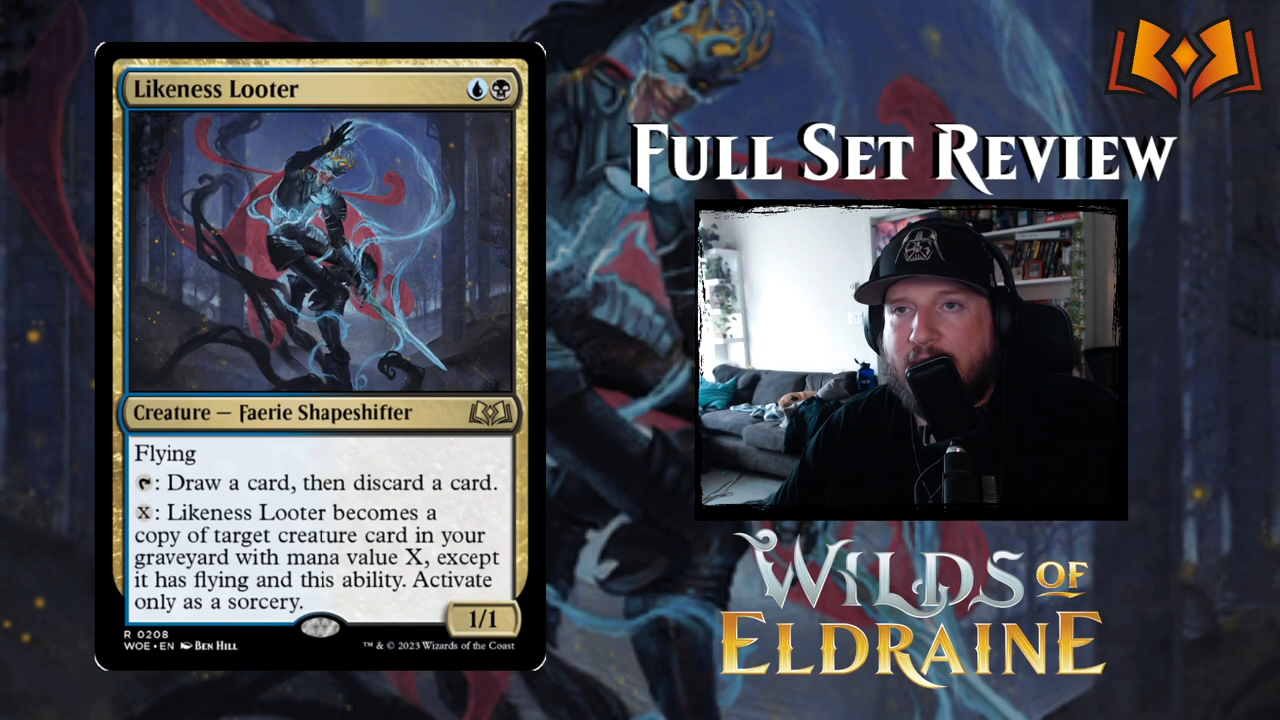 Likeness Looter
Creature — Faerie Shapeshifter
Flying
: Draw a card, then discard a card.
X: Likeness Looter becomes a
copy of target creature card in your
graveyard with mana value X, except
it has flying and this ability. Activate
only as a sorcery.
1/1
R 0208
WOE • EN BEN HILL
™ & © 2023 Wizards of the Coast
FULL SET REVIEW
WILDS OF
ELDRAINE